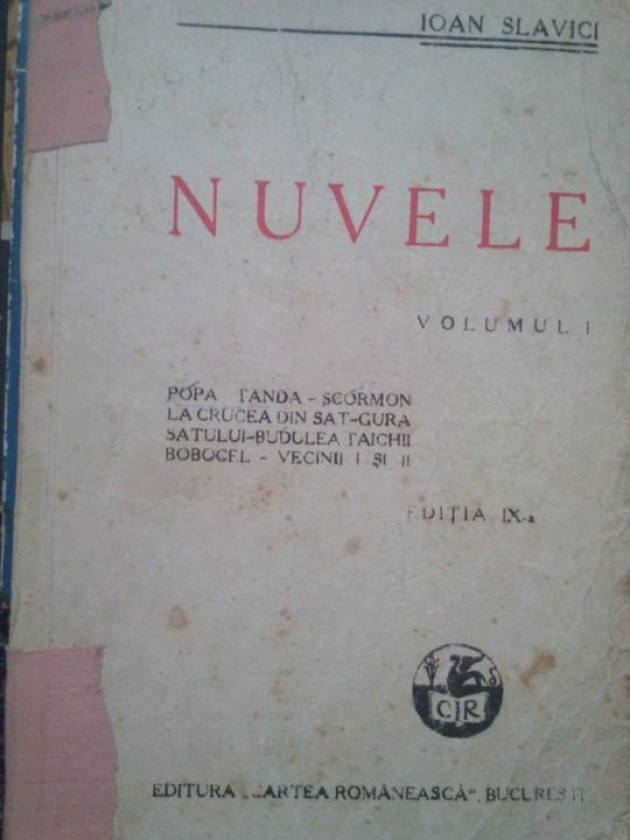 IOAN SLAVICI
NUVELE
VOLUMUL I
POPA TANDA - SCORMON
LA CRUCEA DIN SAT-GURA
SATULUI-BUDULEA TAICHII
BOBOCEL - VECINII I ȘI II
EDIȚIA IX-a
CR
EDITURA „CARTEA ROMÂNEASCĂ“, BUCUREȘTI